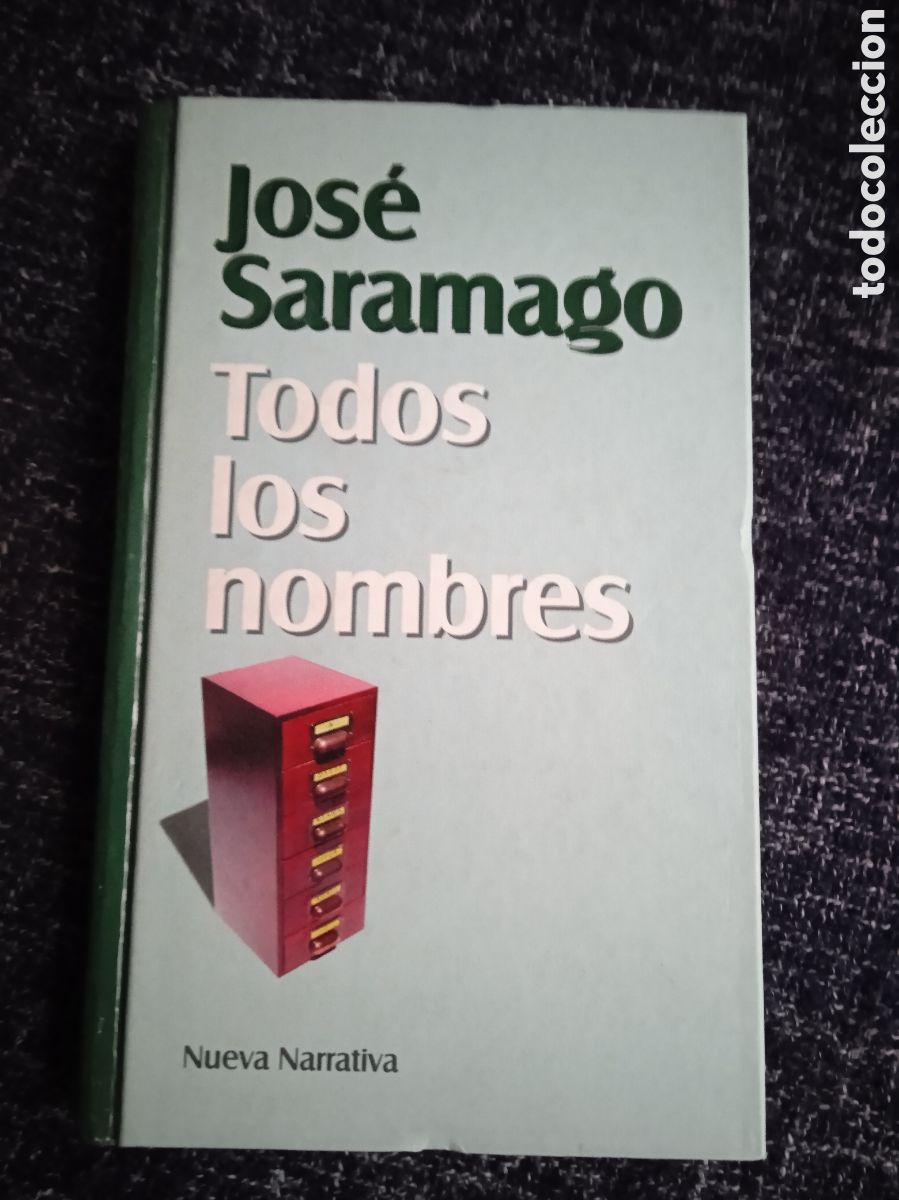 José
Saramago
Todos
los
nombres
Nueva Narrativa
todocoleccion